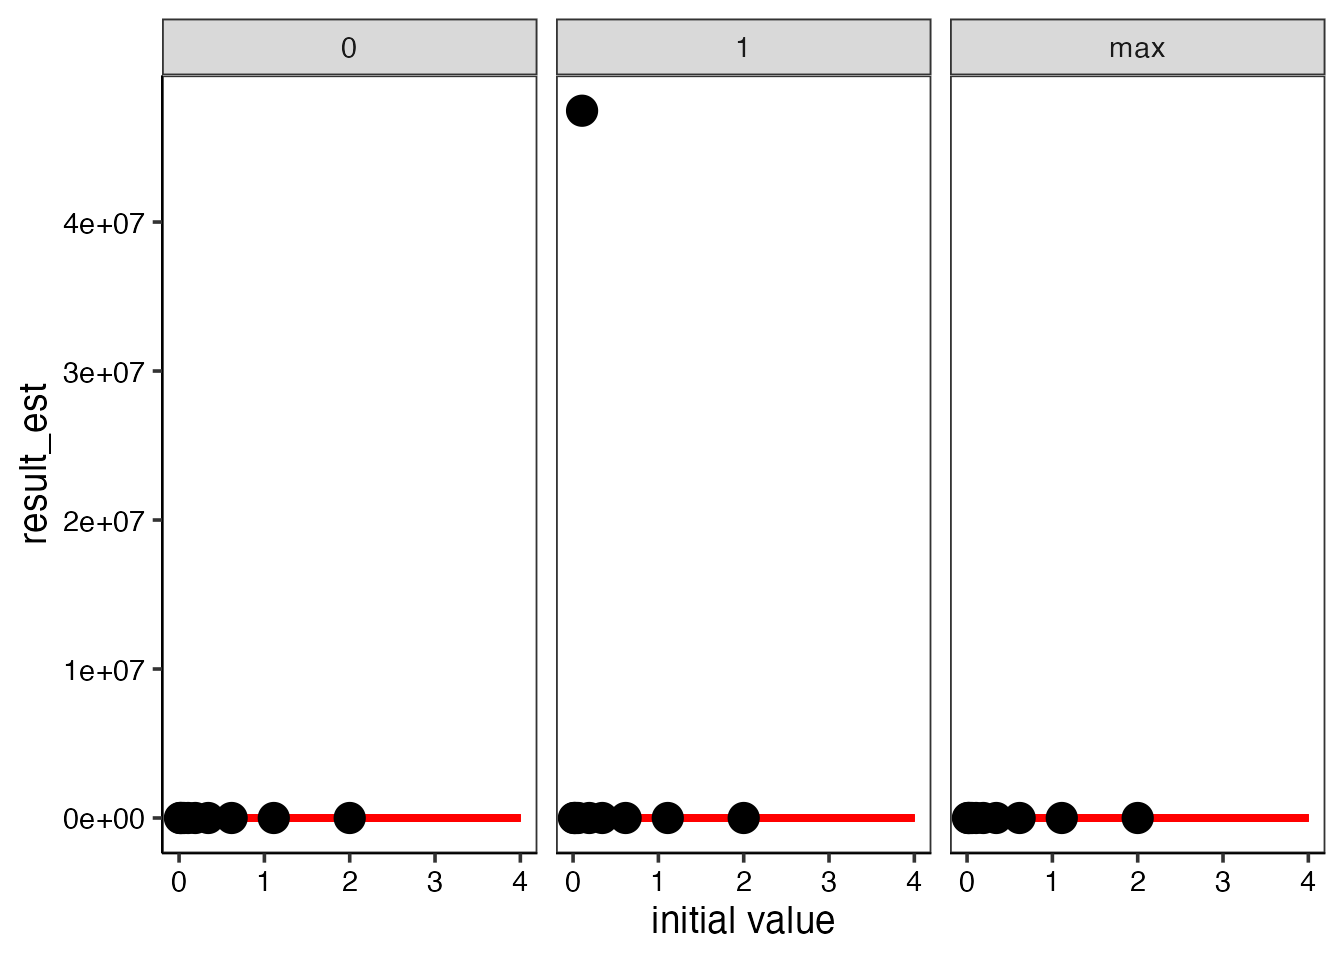 0 1 max
result_est
4e+07
3e+07
2e+07
1e+07
0e+00
0 1 2 3 4 0 1 2 3 4 0 1 2 3 4
initial value